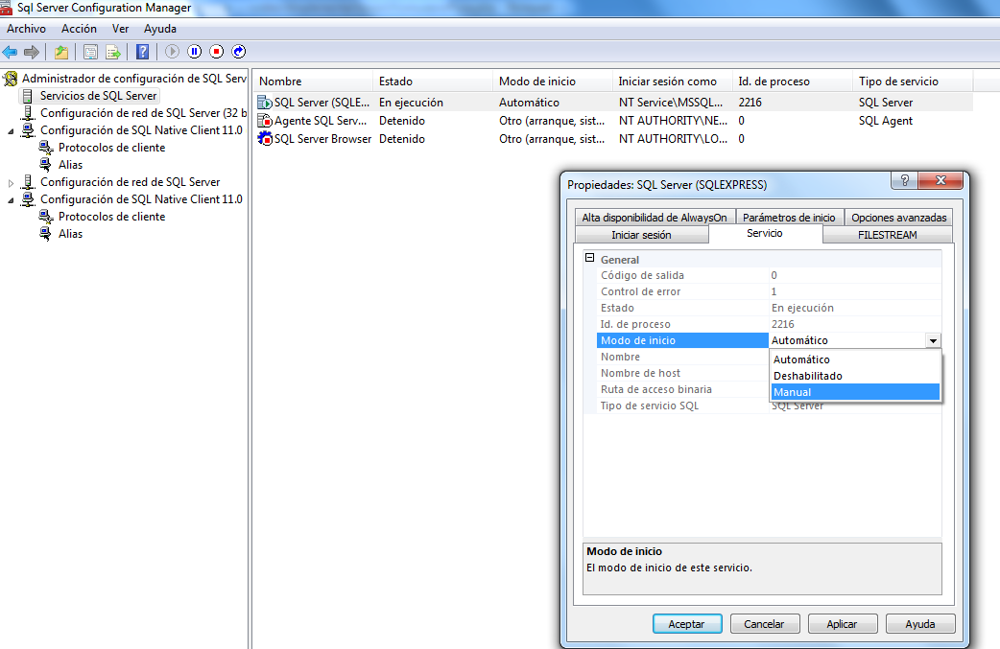 Sql Server Configuration Manager
Archivo Acción Ver Ayuda
Administrador de configuración de SQL Serv
Servicios de SQL Server
Configuración de red de SQL Server (32 b
Configuración de SQL Native Client 11.0
Protocolos de cliente
Alias
Configuración de red de SQL Server
Configuración de SQL Native Client 11.0
Protocolos de cliente
Alias
Nombre Estado Modo de inicio Iniciar sesión como Id. de proceso Tipo de servicio
SQL Server (SQLE... En ejecución Automático NT Service\MSSQL... 2216 SQL Server
Agente SQL Serv... Detenido Otro (arranque, sist... NT AUTHORITY\NE... 0 SQL Agent
SQL Server Browser Detenido Otro (arranque, sist... NT AUTHORITY\LO... 0
Propiedades: SQL Server (SQLEXPRESS)
Alta disponibilidad de AlwaysOn Parámetros de inicio Opciones avanzadas
Iniciar sesión Servicio FILESTREAM
General
Código de salida 0
Control de error 1
Estado En ejecución
Id. de proceso 2216
Modo de inicio Automático
Nombre
Nombre de host
Ruta de acceso binaria
Tipo de servicio SQL SQL Server
Automático
Deshabilitado
Manual
Modo de inicio
El modo de inicio de este servicio.
Aceptar Cancelar Aplicar Ayuda